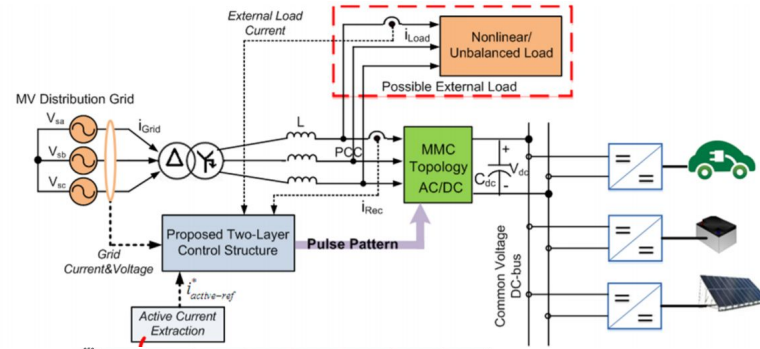 External Load
Current
i Load
Nonlinear/
Unbalanced Load
Possible External Load
MV Distribution Grid
Vsa
iGrid
Vsb
Vsc
Δ
L
PCC
MMC
Topology
AC/DC
+
Cdc
Vdc
-
iRec
Proposed Two-Layer
Control Structure
Pulse Pattern
Grid
Current&Voltage
i*active-ref
Active Current
Extraction
Common Voltage
DC-bus